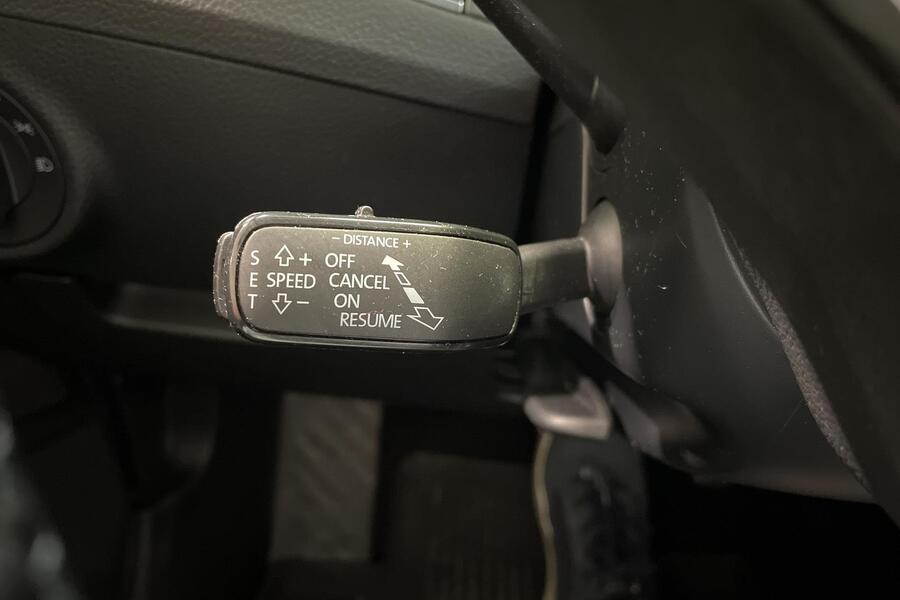 - DISTANCE +
S + OFF
E SPEED CANCEL
T - ON
RESUME